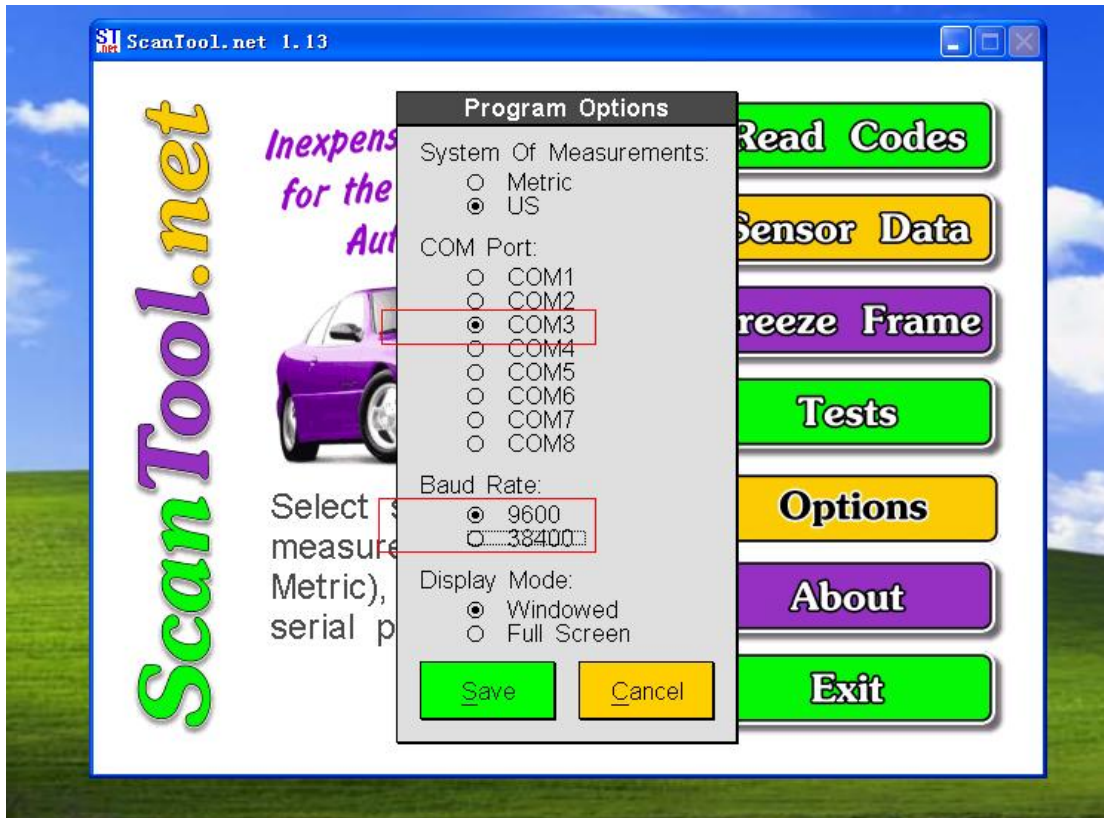 ScanTool.net 1.13
ScanTool.net
Inexpens
for the
Aut
Select
measure
Metric),
serial p
Program Options
System Of Measurements:
Metric
US
COM Port:
COM1
COM2
COM3
COM4
COM5
COM6
COM7
COM8
Baud Rate:
9600
38400
Display Mode:
Windowed
Full Screen
Save
Cancel
Read Codes
Sensor Data
reeze Frame
Tests
Options
About
Exit